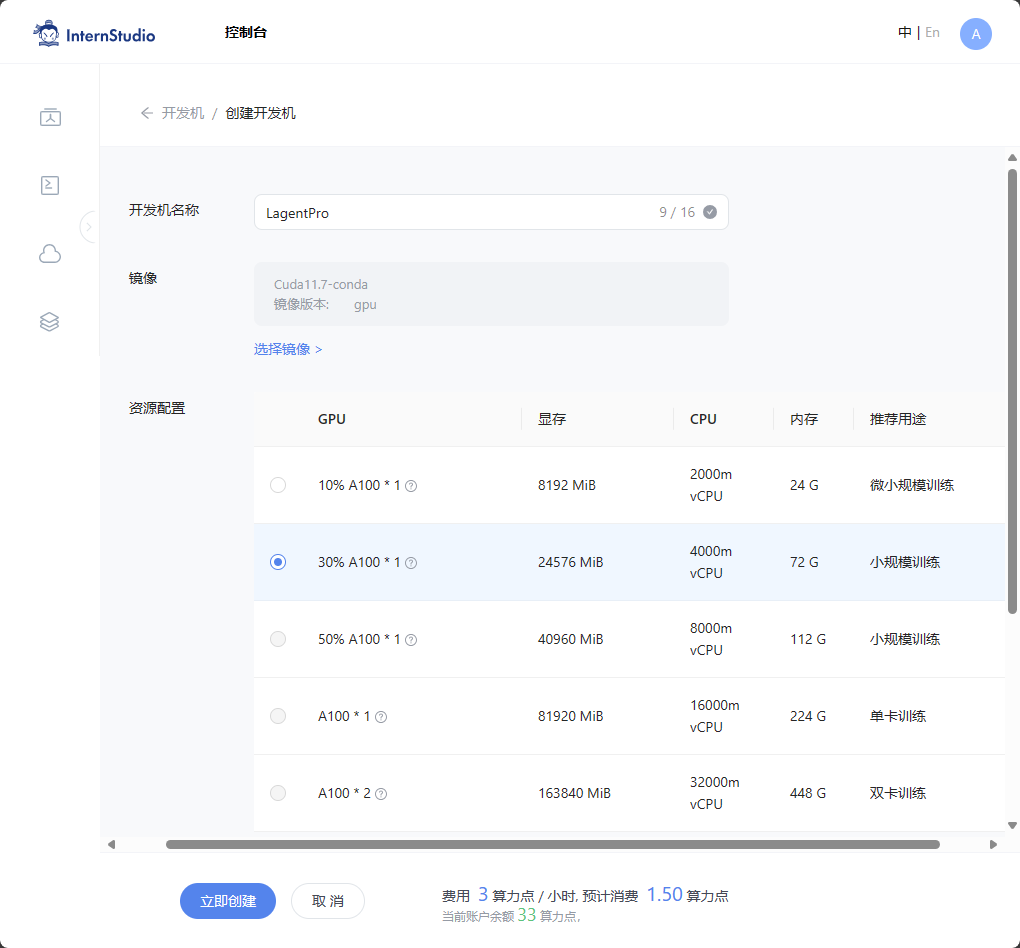 InternStudio 控制台 中 | En A
开发机 / 创建开发机
开发机名称 LagentPro 9 / 16
镜像 Cuda11.7-conda
镜像版本: gpu
选择镜像 >
资源配置
GPU 显存 CPU 内存 推荐用途
10% A100 * 1 8192 MiB 2000m vCPU 24 G 微小规模训练
30% A100 * 1 24576 MiB 4000m vCPU 72 G 小规模训练
50% A100 * 1 40960 MiB 8000m vCPU 112 G 小规模训练
A100 * 1 81920 MiB 16000m vCPU 224 G 单卡训练
A100 * 2 163840 MiB 32000m vCPU 448 G 双卡训练
立即创建 取 消 费用 3 算力点 / 小时, 预计消费 1.50 算力点
当前账户余额 33 算力点,